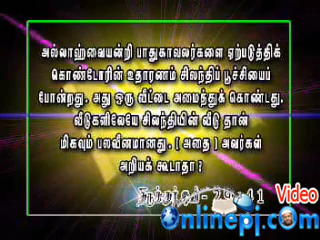 அல்லாஹ்வையன்றி பாதுகாவலர்களை ஏற்படுத்திக்
கொண்டோரின் உதாரணம் சிலந்திப் பூச்சியைப்
போன்றது. அது ஒரு வீட்டை அமைத்துக் கொண்டது.
வீடுகளிலேயே சிலந்தியின் வீடு தான்
மிகவும் பலவீனமானது. [ அதை ] அவர்கள்
அறியக் கூடாதா ?
திருக்குர்ஆன் - 29 : 41
Video
Onlinepj.com